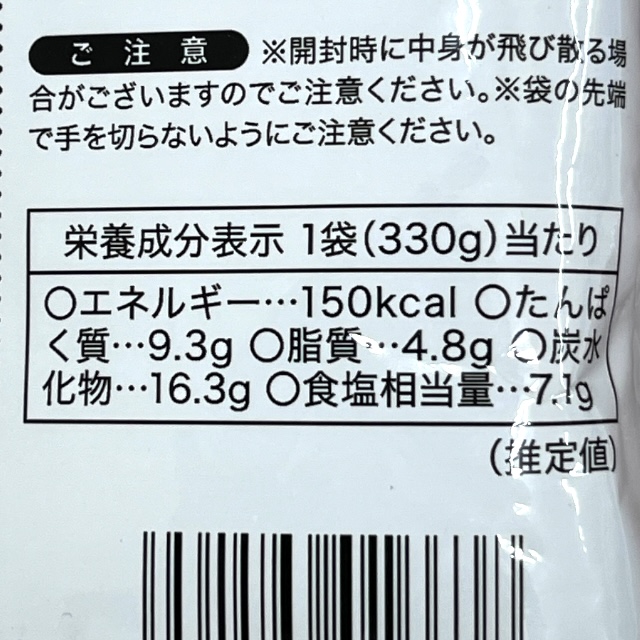 ご注意 ※開封時に中身が飛び散る場
合がございますのでご注意ください。※袋の先端
で手を切らないようにご注意ください。
栄養成分表示 1袋(330g)当たり
〇エネルギー…150kcal 〇たんぱ
く質…9.3g 〇脂質…4.8g 〇炭水
化物…16.3g 〇食塩相当量…7.1g
(推定値)